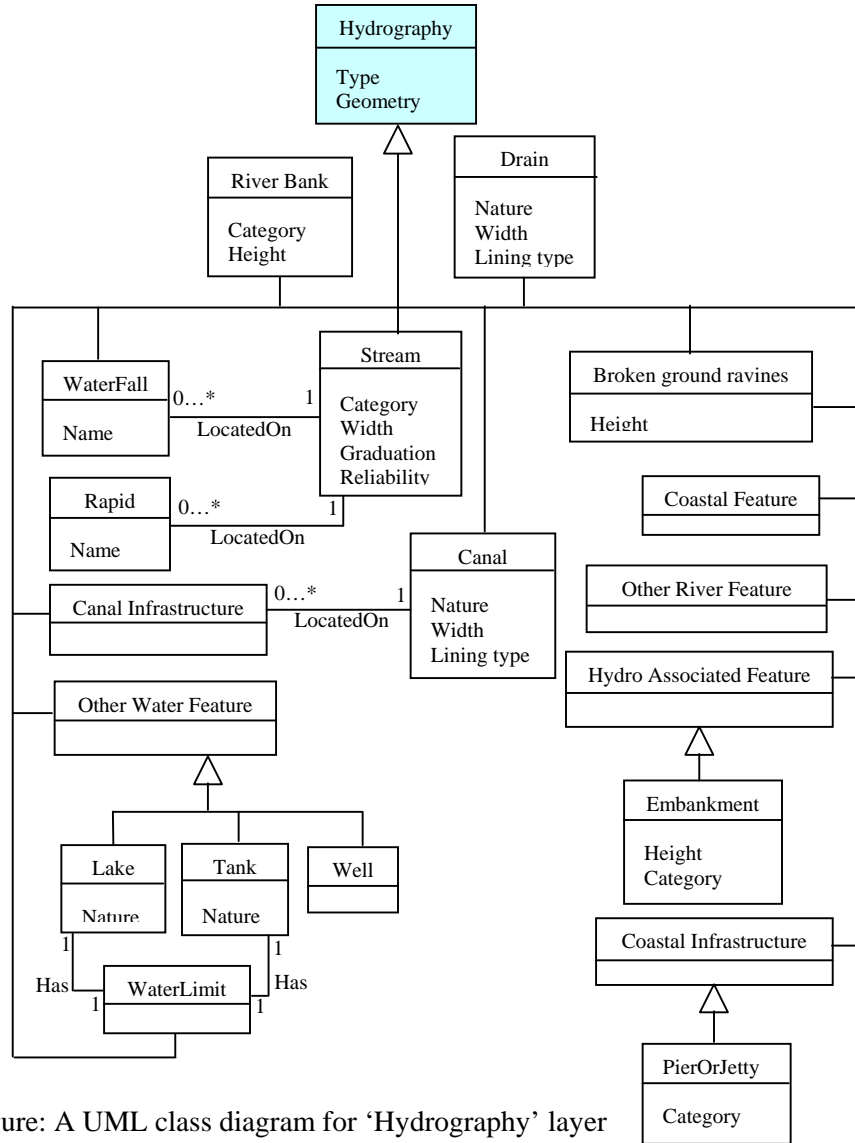 Hydrography
Type
Geometry
River Bank
Category
Height
Drain
Nature
Width
Lining type
WaterFall
Name
0…*
1
LocatedOn
Stream
Category
Width
Graduation
Reliability
Broken ground ravines
Height
Rapid
Name
0…*
1
LocatedOn
Coastal Feature
Canal Infrastructure
0…*
1
LocatedOn
Canal
Nature
Width
Lining type
Other River Feature
Hydro Associated Feature
Other Water Feature
Embankment
Height
Category
Lake
Nature
Tank
Nature
Well
1
1
Has
Has
1
1
WaterLimit
Coastal Infrastructure
PierOrJetty
Category
gure: A UML class diagram for ‘Hydrography’ layer